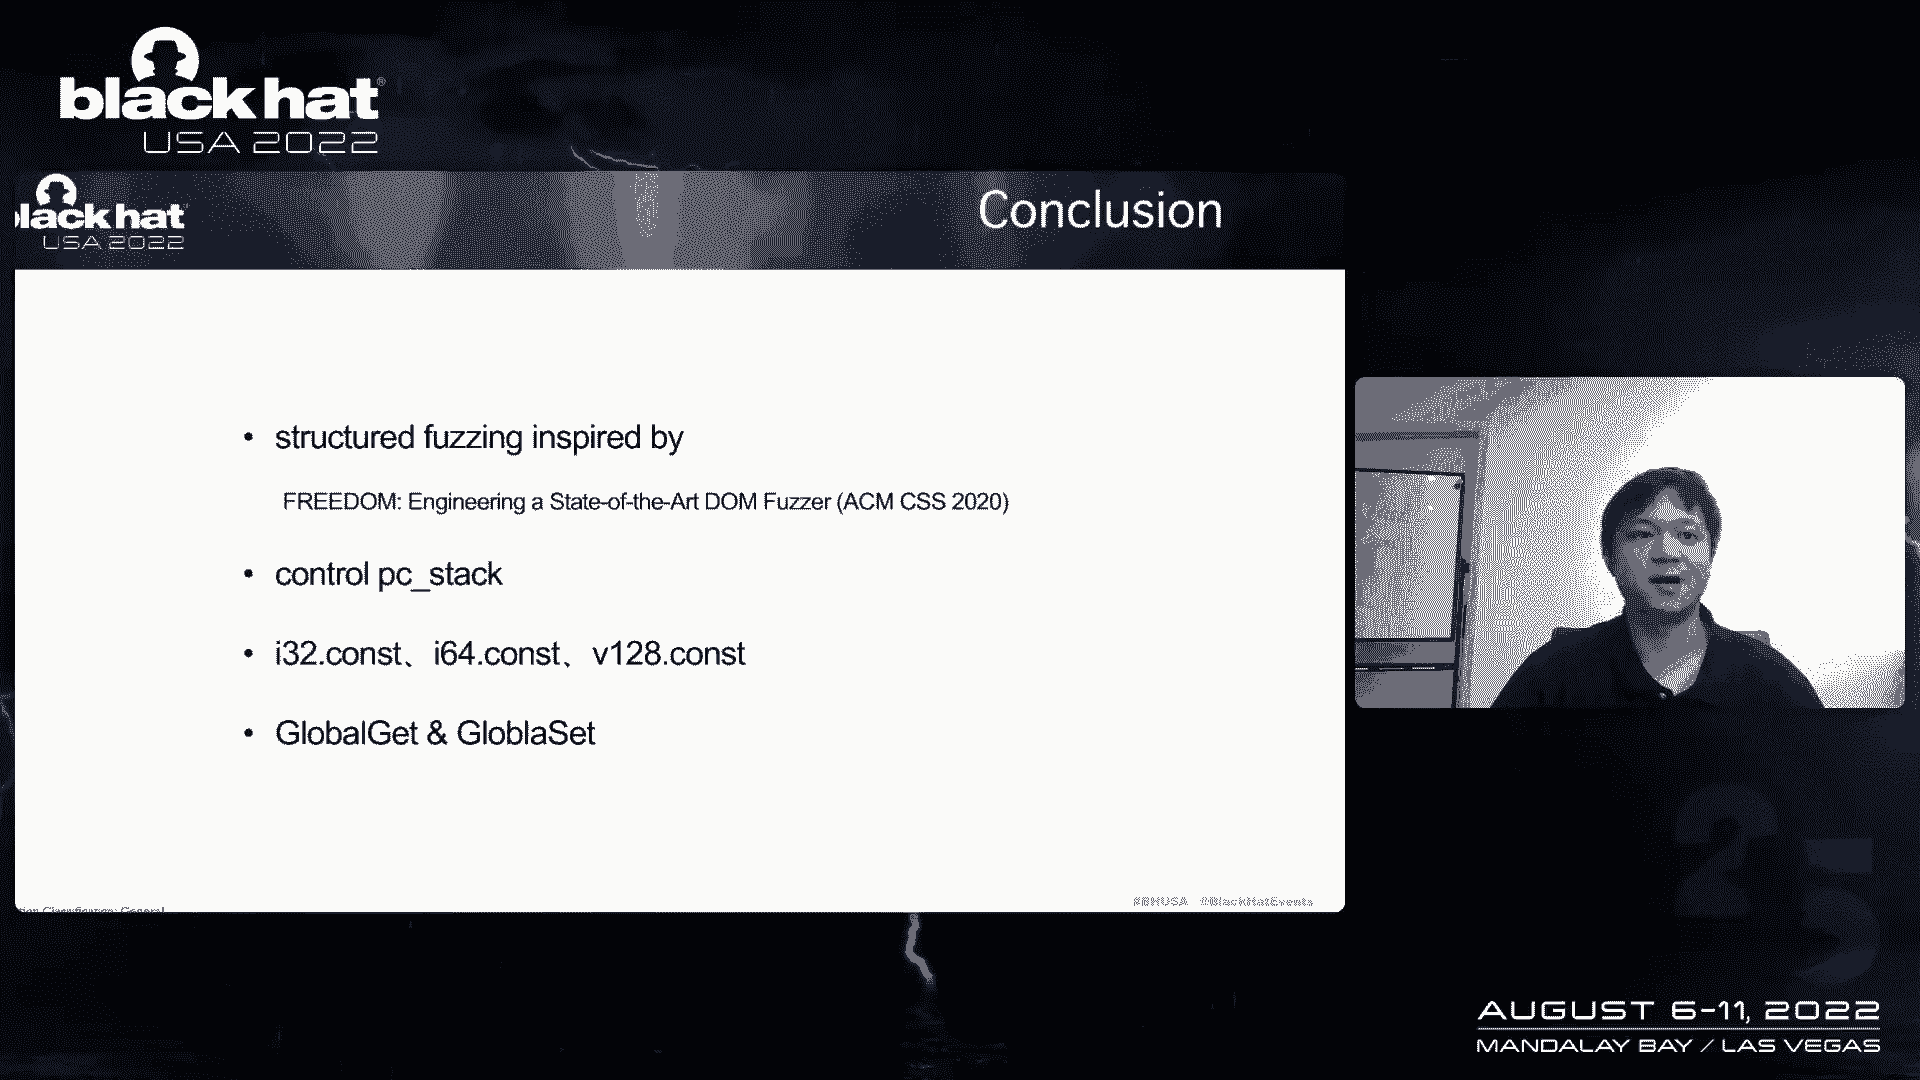 black hat®
USA 2022
black hat
USA 2022
Conclusion
• structured fuzzing inspired by
FREEDOM: Engineering a State-of-the-Art DOM Fuzzer (ACM CSS 2020)
• control pc_stack
• i32.const、i64.const、v128.const
• GlobalGet & GloblaSet
Classification: General
#BHUSA @BlackHatEvents
25
AUGUST 6-11, 2022
MANDALAY BAY / LAS VEGAS